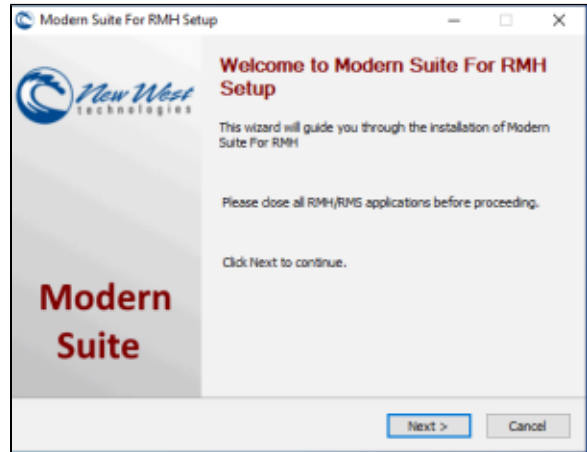 Modern Suite For RMH Setup
New West
technologies
Welcome to Modern Suite For RMH
Setup
This wizard will guide you through the installation of Modern
Suite For RMH
Please close all RMH/RMS applications before proceeding.
Click Next to continue.
Modern
Suite
Next >
Cancel